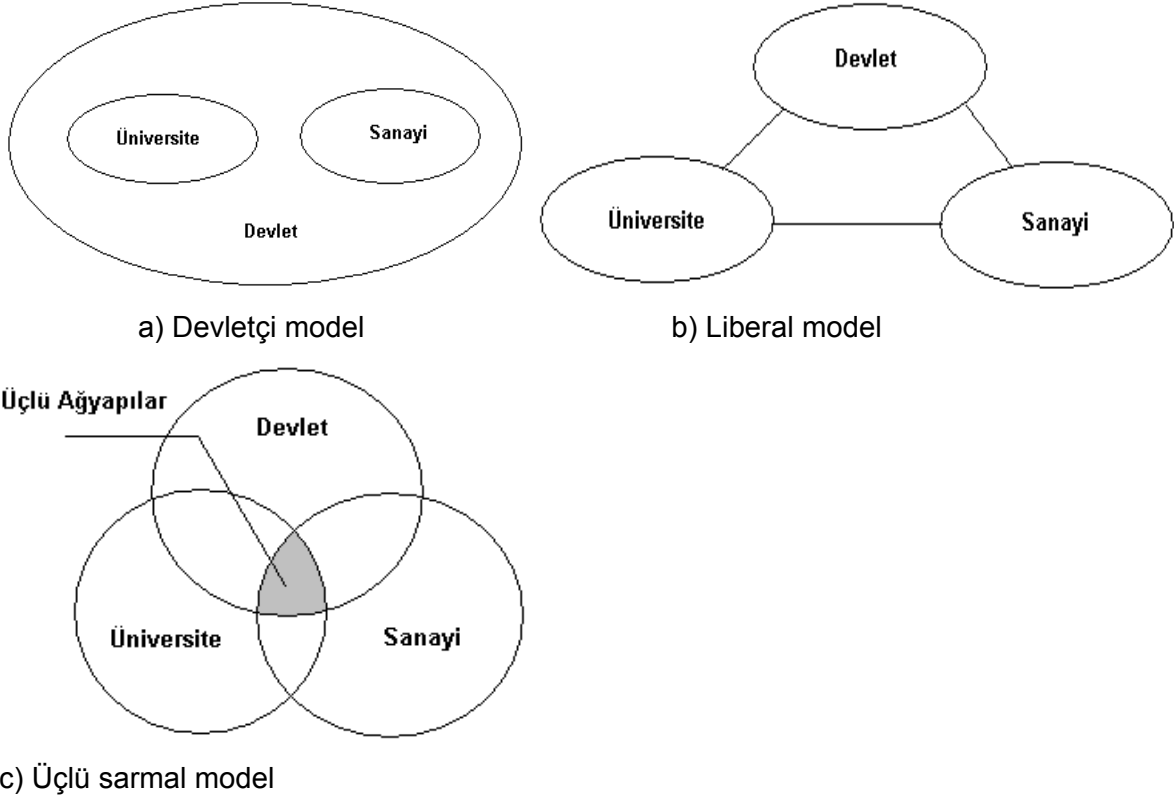 Üniversite
Sanayi
Devlet
a) Devletçi model
Devlet
Üniversite
Sanayi
b) Liberal model
Üçlü Ağyapılar
Devlet
Üniversite
Sanayi
c) Üçlü sarmal model